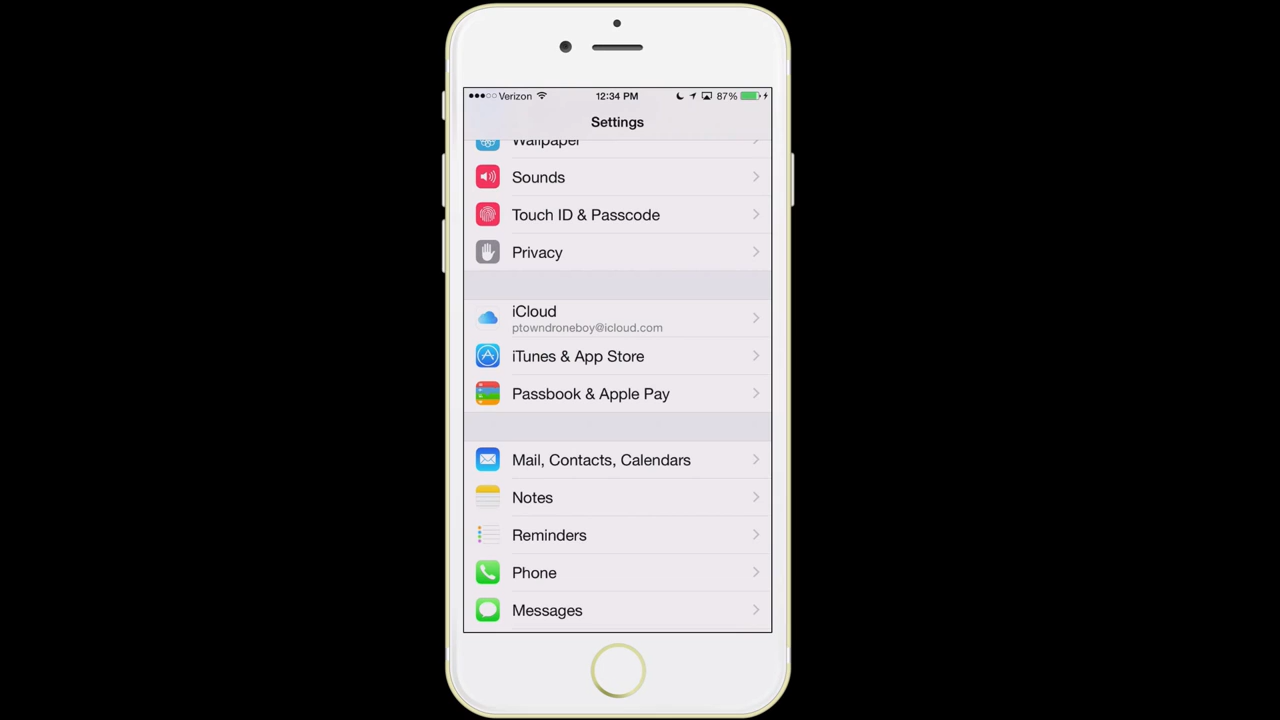 Verizon 12:34 PM 87%
Settings
Wallpaper
Sounds
Touch ID & Passcode
Privacy
iCloud
ptowndroneboy@icloud.com
iTunes & App Store
Passbook & Apple Pay
Mail, Contacts, Calendars
Notes
Reminders
Phone
Messages